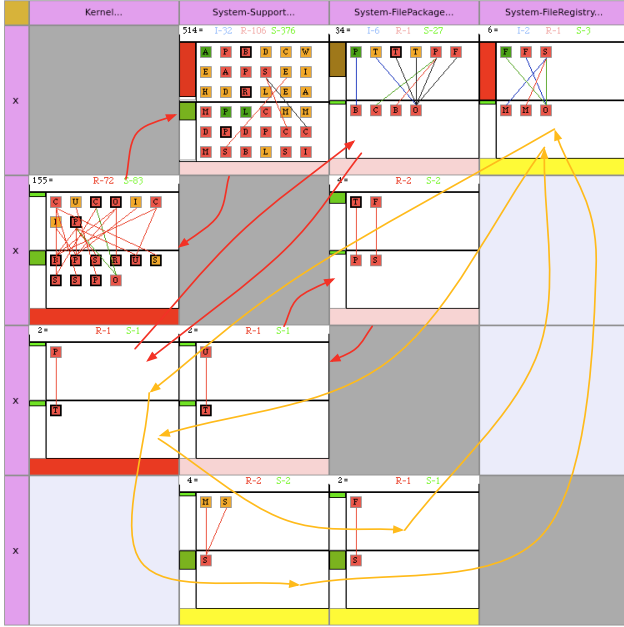 Kernel... System-Support... System-FilePackage... System-FileRegistry...
514= I-32 R-106 S-376 34= I-6 R-1 S-27 6= I-2 R-1 S-3
A P B D C W P T T T P F F F S
E A P S E I
X H D R L E A X
M P L C M M B C B O M M O
D P D P C C
M S B L S I
155= R-72 S-83 4= R-2 S-2
C U C O I C T F
I P
X P P S R U S P S
S S P O
2= R-1 S-1 2= R-1 S-1
P U
X T T
4= R-2 S-2 2= R-1 S-1
M S F
X S S